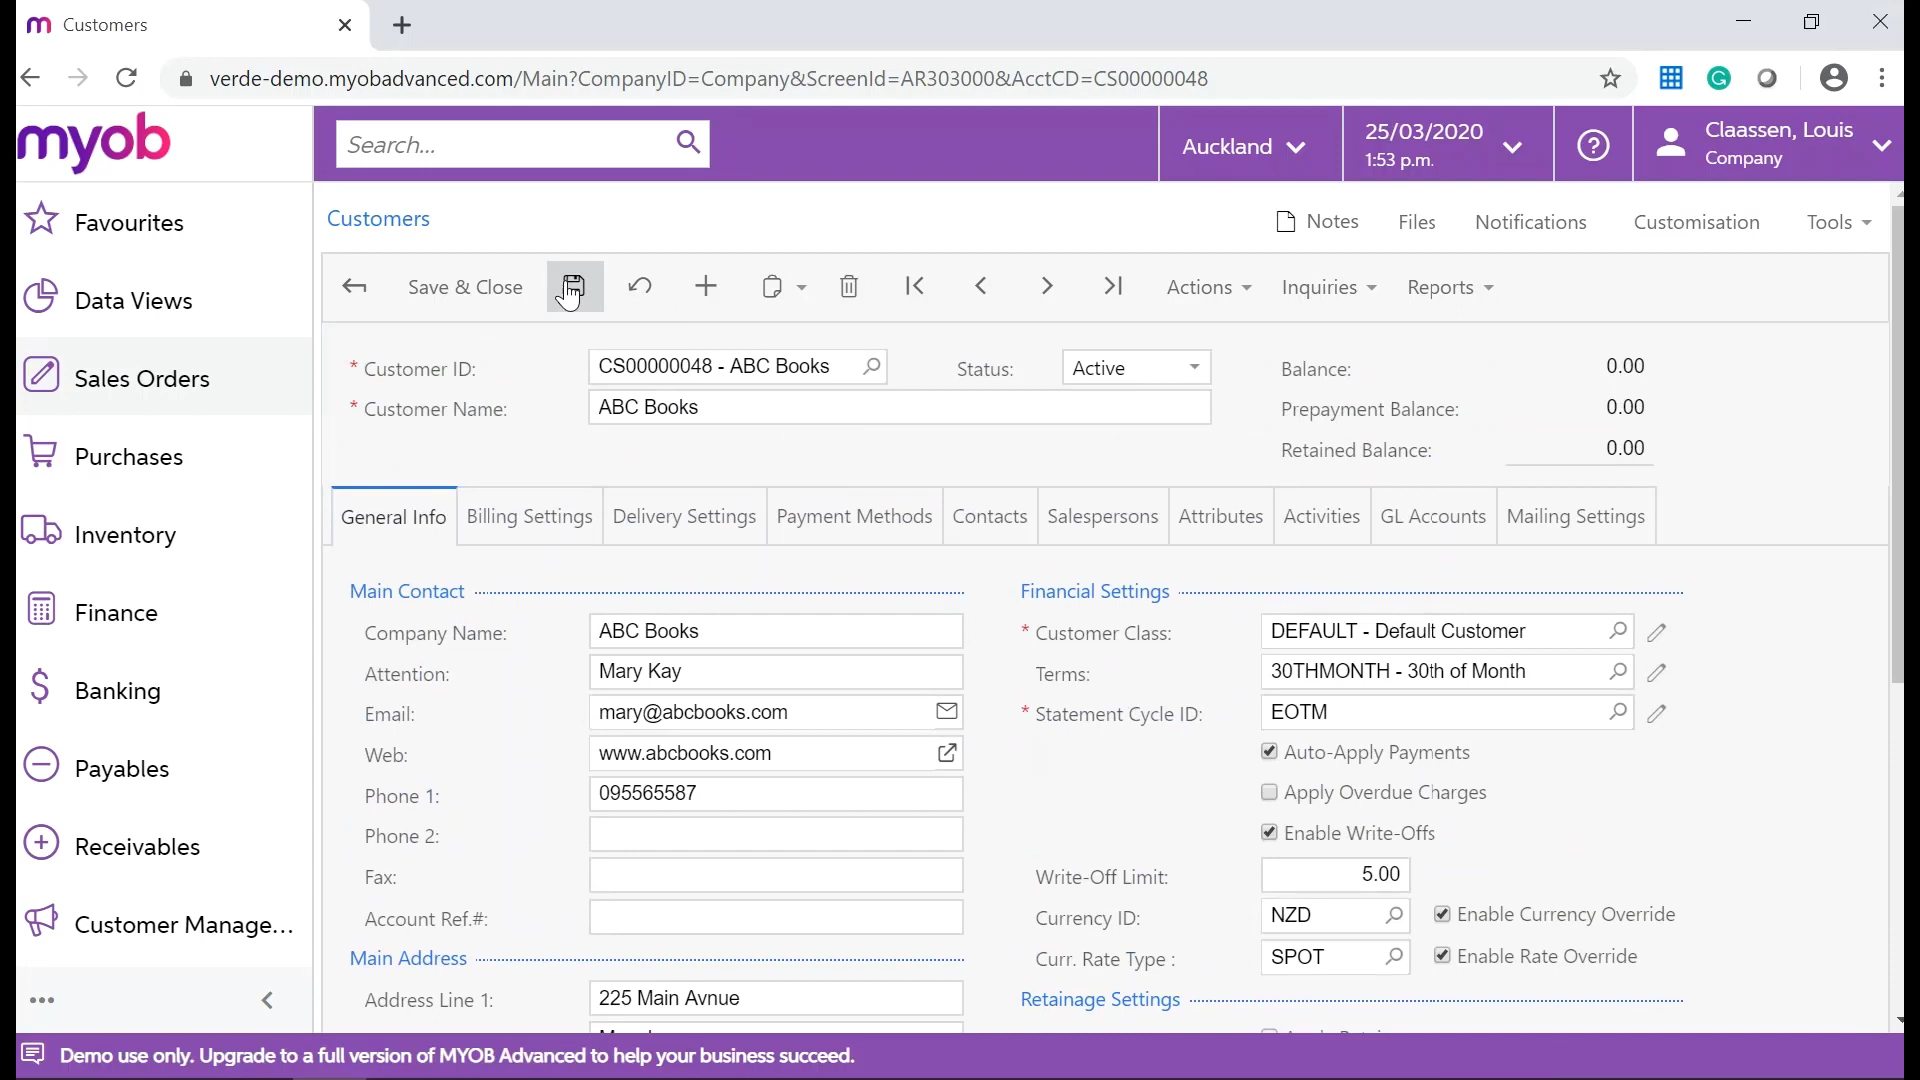 Customers
verde-demo.myobadvanced.com/Main?CompanyID=Company&ScreenId=AR303000&AcctCD=CS00000048
myob
Search...
Auckland
25/03/2020
1:53 p.m.
?
Claassen, Louis
Company
Favourites
Data Views
Sales Orders
Purchases
Inventory
Finance
Banking
Payables
Receivables
Customer Manage...
Customers
Notes Files Notifications Customisation Tools
Save & Close Actions Inquiries Reports
* Customer ID: CS00000048 - ABC Books Status: Active Balance: 0.00
* Customer Name: ABC Books Prepayment Balance: 0.00
Retained Balance: 0.00
General Info Billing Settings Delivery Settings Payment Methods Contacts Salespersons Attributes Activities GL Accounts Mailing Settings
Main Contact
Company Name: ABC Books
Attention: Mary Kay
Email: mary@abcbooks.com
Web: www.abcbooks.com
Phone 1: 095565587
Phone 2:
Fax:
Account Ref.#:
Main Address
Address Line 1: 225 Main Avnue
Financial Settings
* Customer Class: DEFAULT - Default Customer
Terms: 30THMONTH - 30th of Month
* Statement Cycle ID: EOTM
Auto-Apply Payments
Apply Overdue Charges
Enable Write-Offs
Write-Off Limit: 5.00
Currency ID: NZD Enable Currency Override
Curr. Rate Type : SPOT Enable Rate Override
Retainage Settings
Demo use only. Upgrade to a full version of MYOB Advanced to help your business succeed.